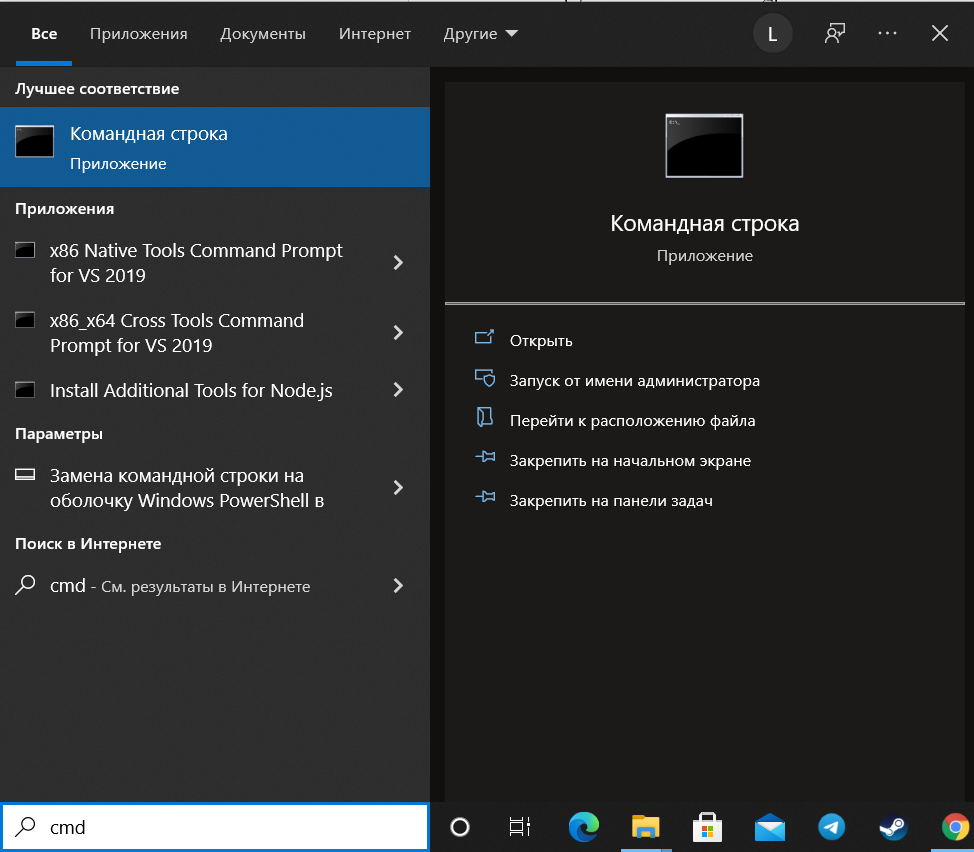 Все Приложения Документы Интернет Другие L
Лучшее соответствие
Командная строка
Приложение
Приложения
x86 Native Tools Command Prompt
for VS 2019
x86_x64 Cross Tools Command
Prompt for VS 2019
Install Additional Tools for Node.js
Параметры
Замена командной строки на
оболочку Windows PowerShell в
Поиск в Интернете
cmd - См. результаты в Интернете
Командная строка
Приложение
Открыть
Запуск от имени администратора
Перейти к расположению файла
Закрепить на начальном экране
Закрепить на панели задач
cmd